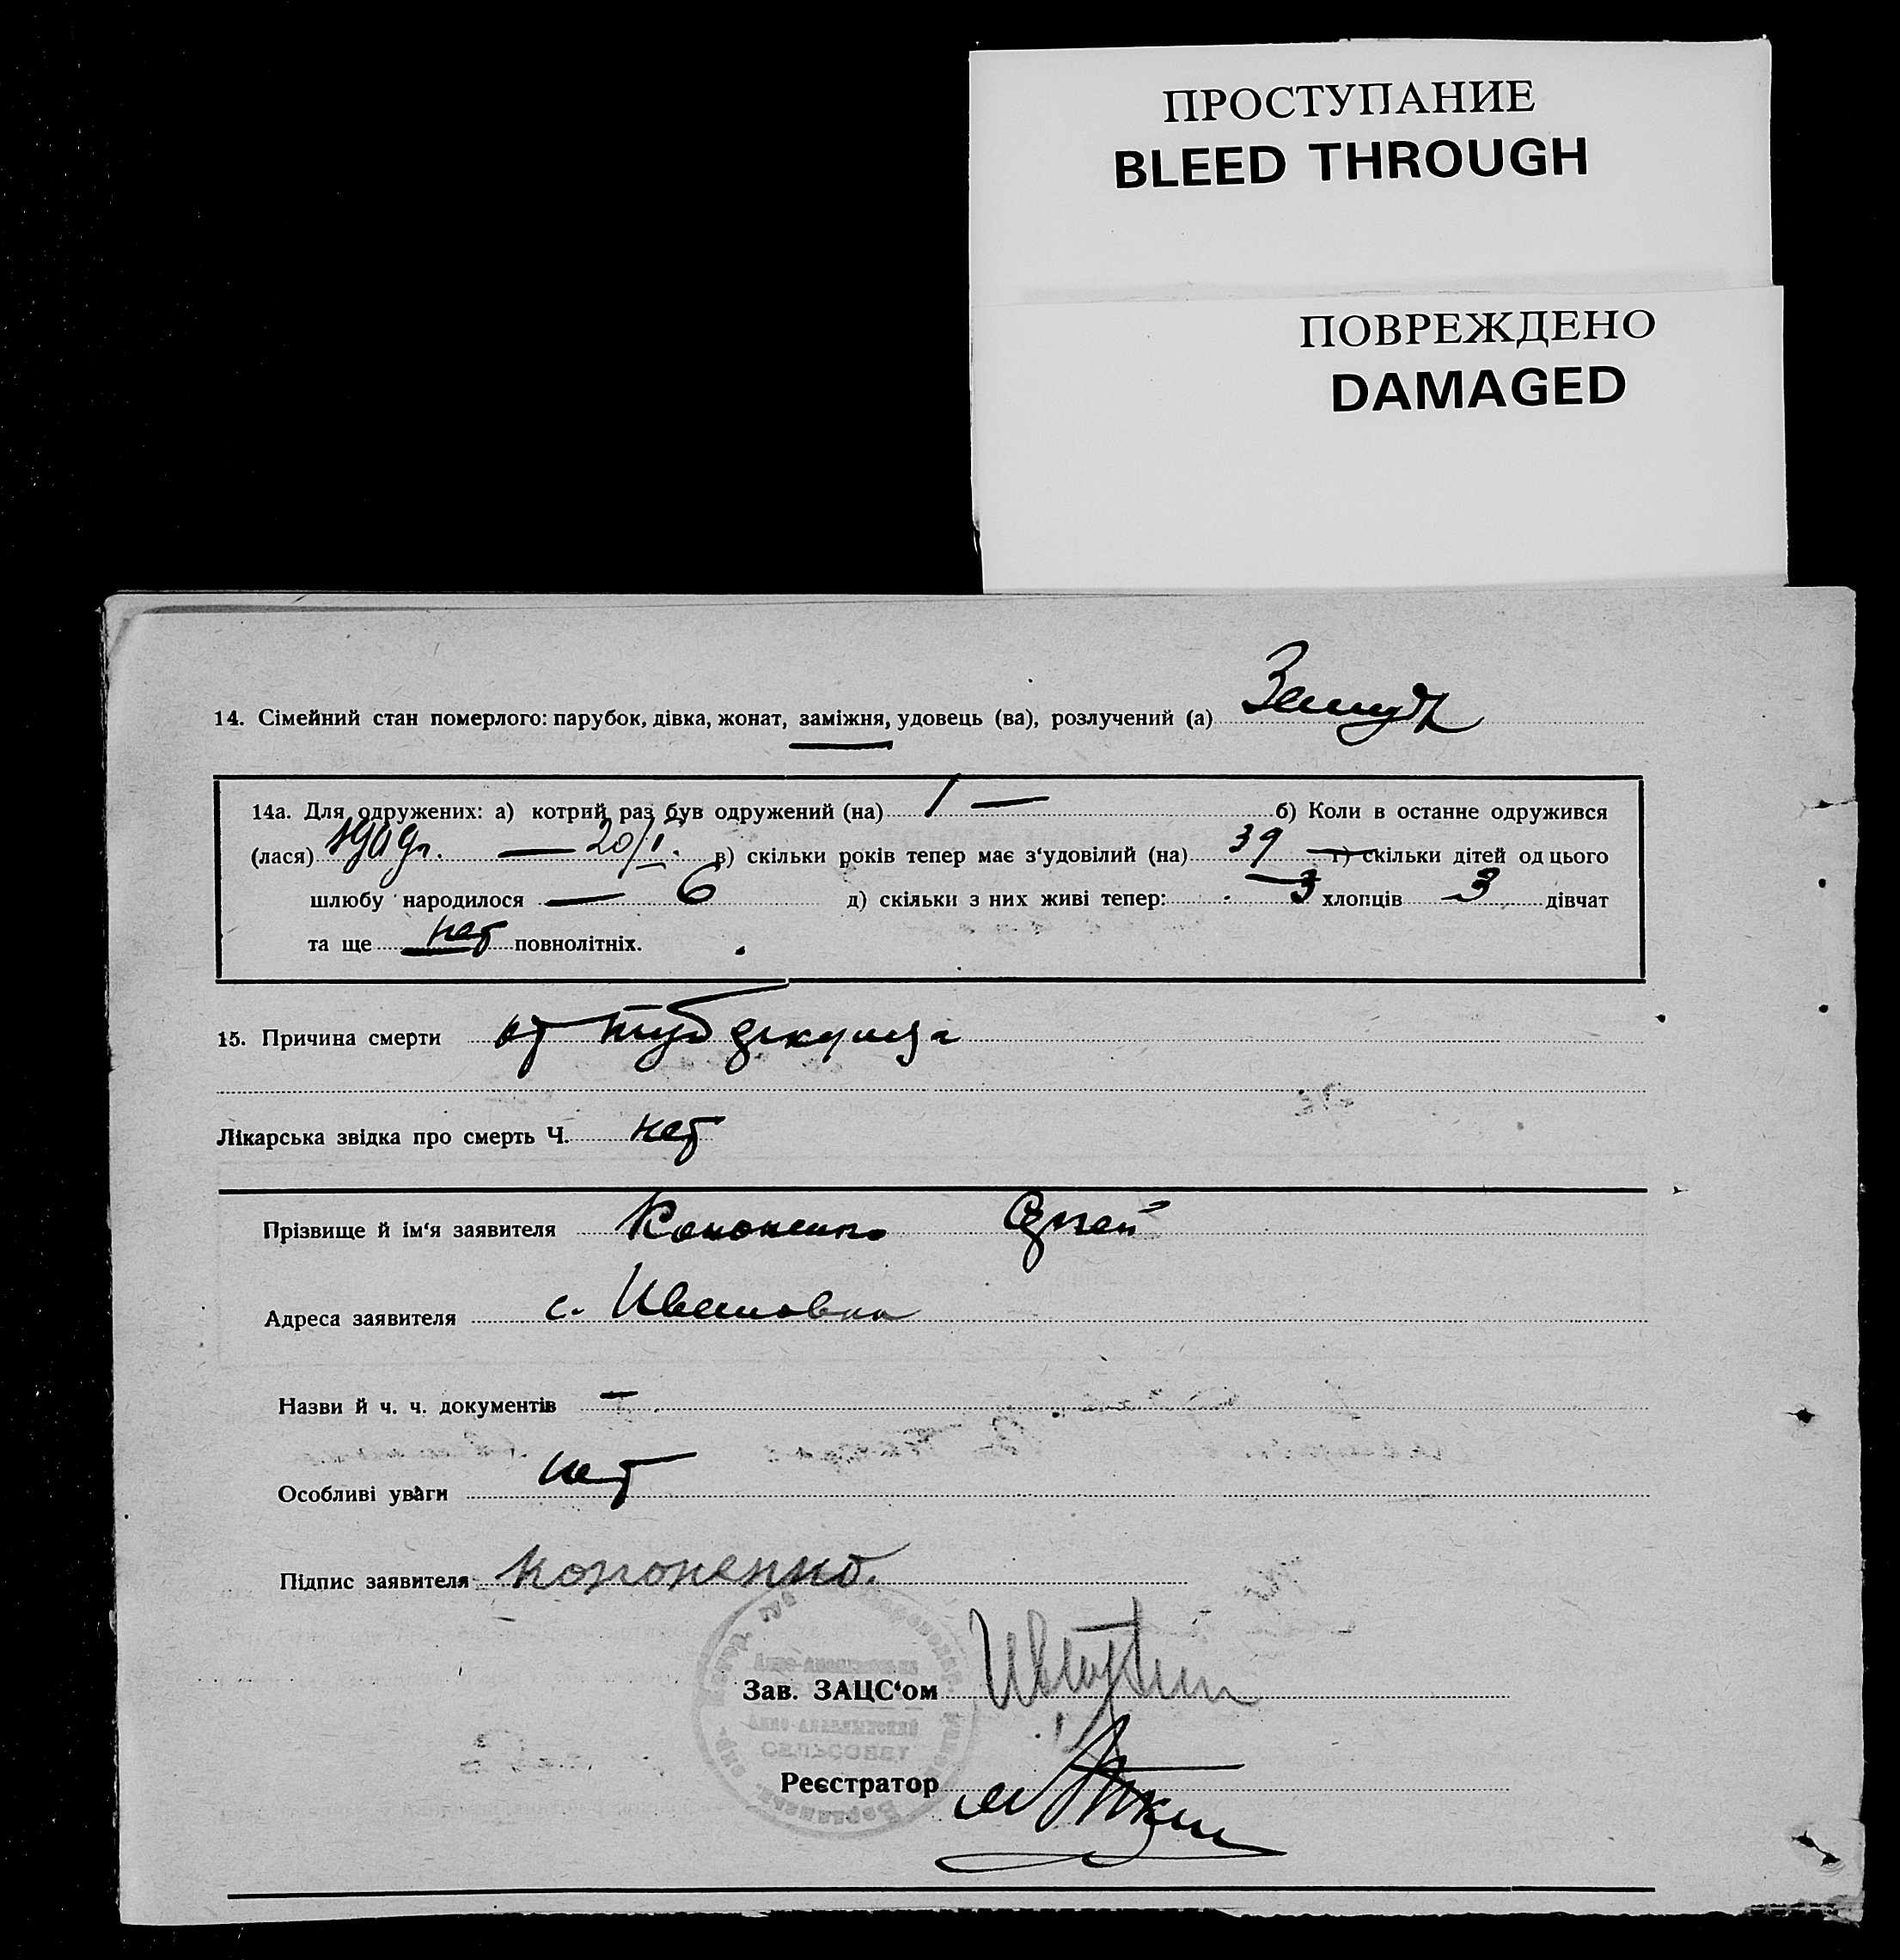 ПРОСТУПАНИЕ
BLEED THROUGH
ПОВРЕЖДЕНО
DAMAGED
14. Сімейний стан померлого: парубок, дівка, жонат, заміжня, удовець (ва), розлучений (а) Замуж
14а. Для одружених: а) котрий раз був одружений (на) 1 — б) Коли в останне одружився
(лася) 1909 г. — 20/I. в) скільки років тепер має з‘удовілий (на) 39 г) скільки дітей од цього
шлюбу народилося — 6 д) скільки з них живі тепер: 3 хлопців 3 дівчат
та ще нет повнолітніх.
15. Причина смерти от туберкулеза
Лікарська звідка про смерть Ч. нет
Прізвище й ім‘я заявителя Кононенко Сергей
Адреса заявителя с. Ивановка
Назви й ч. ч. документів —
Особливі уваги нет
Підпис заявителя кононенко.
Зав. ЗАЦС‘ом
СЕЛЬСОВЕТ
Реєстратор